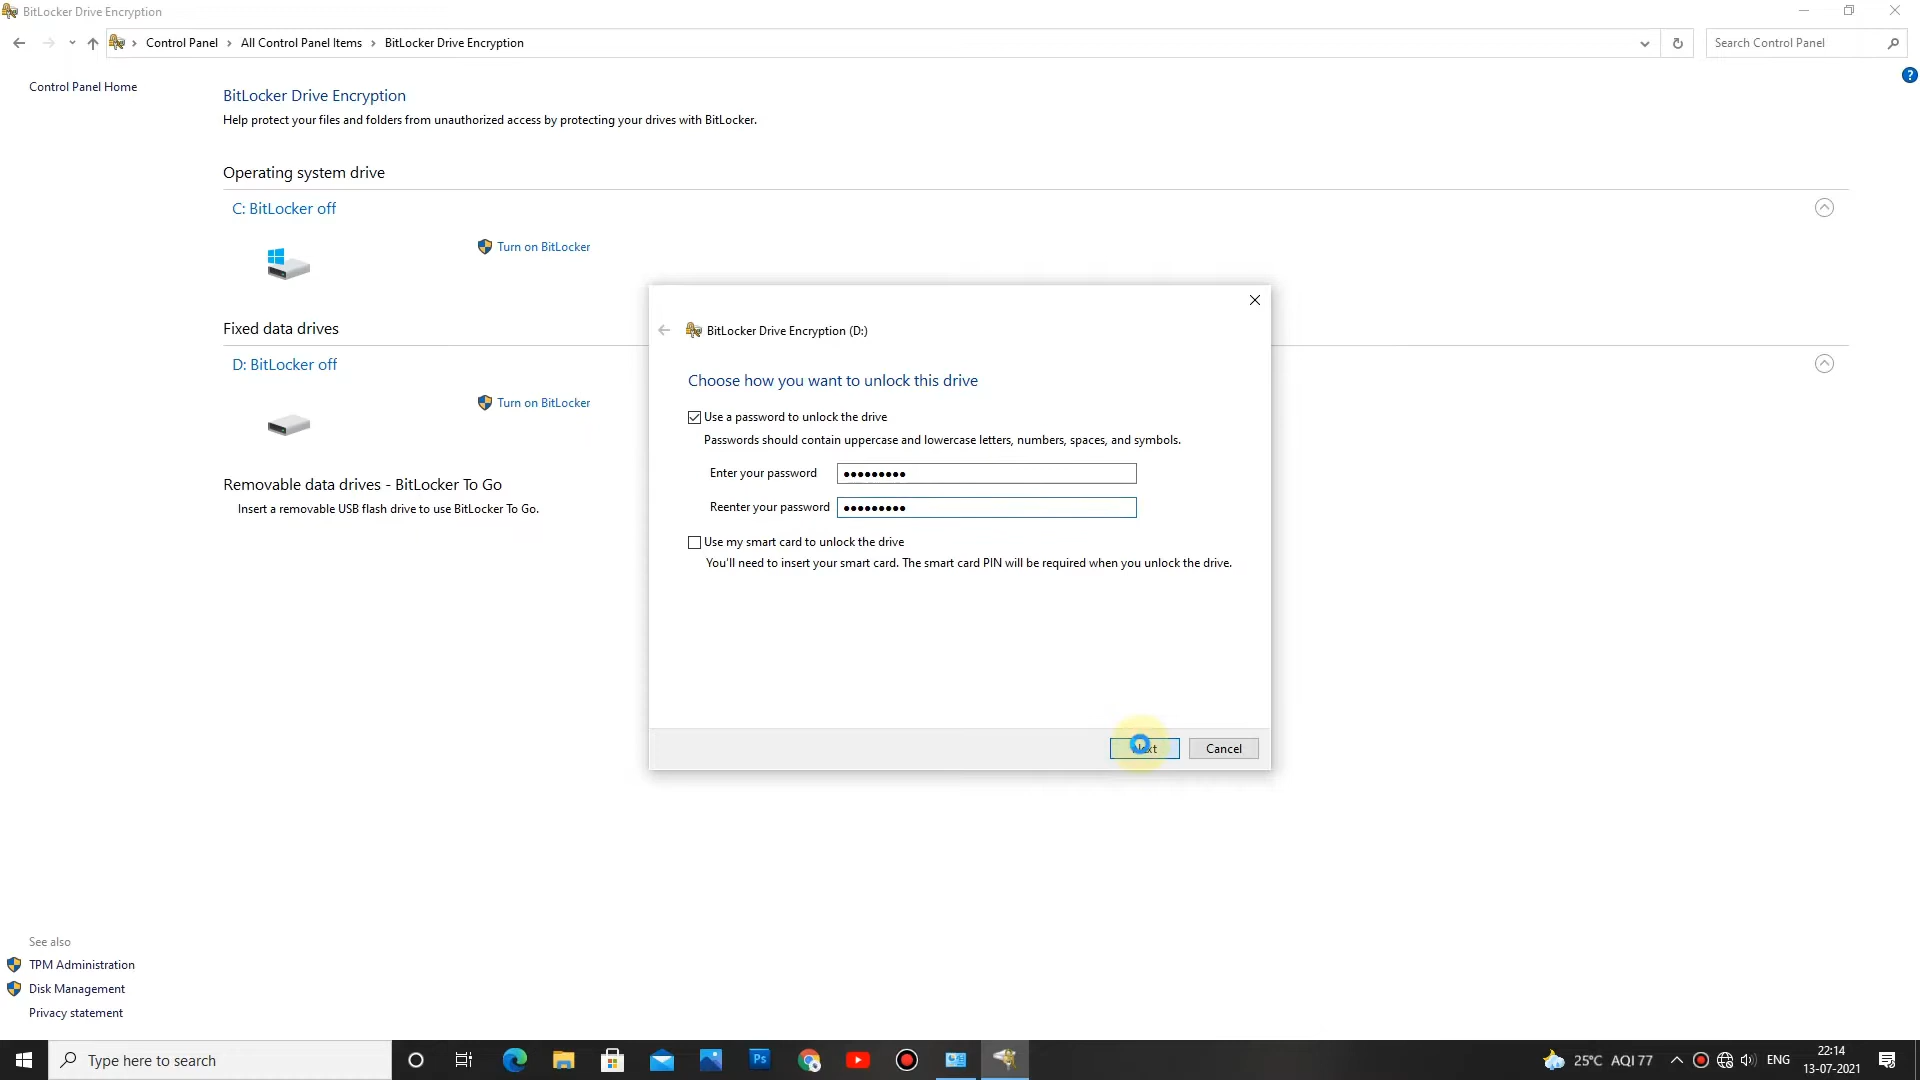 BitLocker Drive Encryption
Control Panel
All Control Panel Items
BitLocker Drive Encryption
Search Control Panel
Control Panel Home
BitLocker Drive Encryption
Help protect your files and folders from unauthorized access by protecting your drives with BitLocker.
Operating system drive
C: BitLocker off
Turn on BitLocker
Fixed data drives
D: BitLocker off
Turn on BitLocker
Removable data drives - BitLocker To Go
Insert a removable USB flash drive to use BitLocker To Go.
BitLocker Drive Encryption (D:)
Choose how you want to unlock this drive
Use a password to unlock the drive
Passwords should contain uppercase and lowercase letters, numbers, spaces, and symbols.
Enter your password
Reenter your password
Use my smart card to unlock the drive
You'll need to insert your smart card. The smart card PIN will be required when you unlock the drive.
Cancel
See also
TPM Administration
Disk Management
Privacy statement
Type here to search
Ps
25°C AQI 77
ENG
22:14
13-07-2021